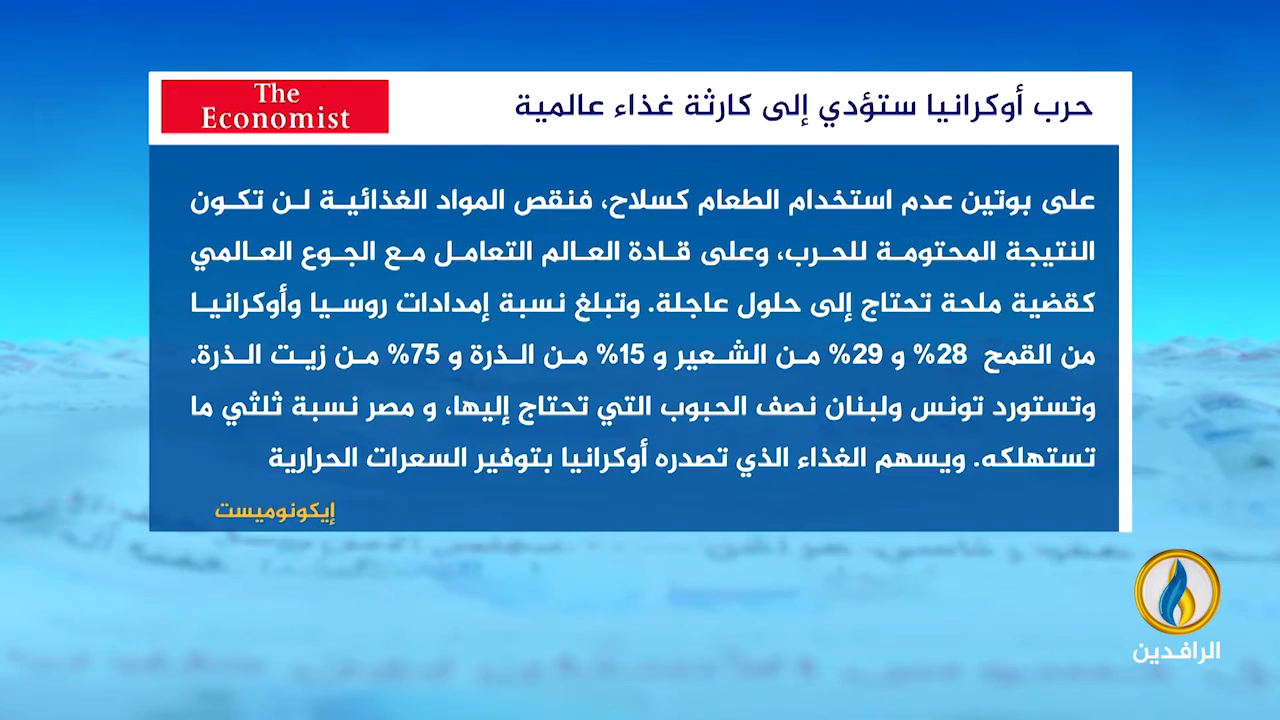 The
Economist
حرب أوكرانيا ستؤدي إلى كارثة غذاء عالمية
على بوتين عدم استخدام الطعام كسلاح، فنقص المواد الغذائية لن تكون
النتيجة المحتومة للحرب، وعلى قادة العالم التعامل مع الجوع العالمي
كقضية ملحة تحتاج إلى حلول عاجلة. وتبلغ نسبة إمدادات روسيا وأوكرانيا
من القمح 28% و 29% من الشعير و 15% من الذرة و 75% من زيت الذرة.
وتستورد تونس ولبنان نصف الحبوب التي تحتاج إليها، و مصر نسبة ثلثي ما
تستهلكه. ويسهم الغذاء الذي تصدره أوكرانيا بتوفير السعرات الحرارية
إيكونوميست
الرافدين